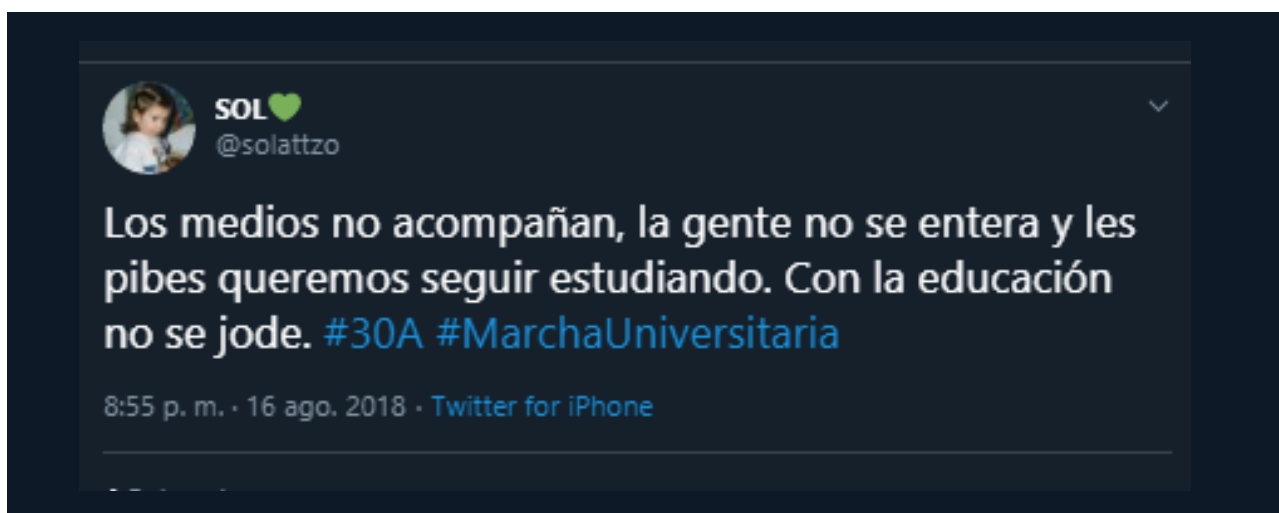 SOL💚
@solattzo
Los medios no acompañan, la gente no se entera y les
pibes queremos seguir estudiando. Con la educación
no se jode. #30A #MarchaUniversitaria
8:55 p. m. · 16 ago. 2018 · Twitter for iPhone